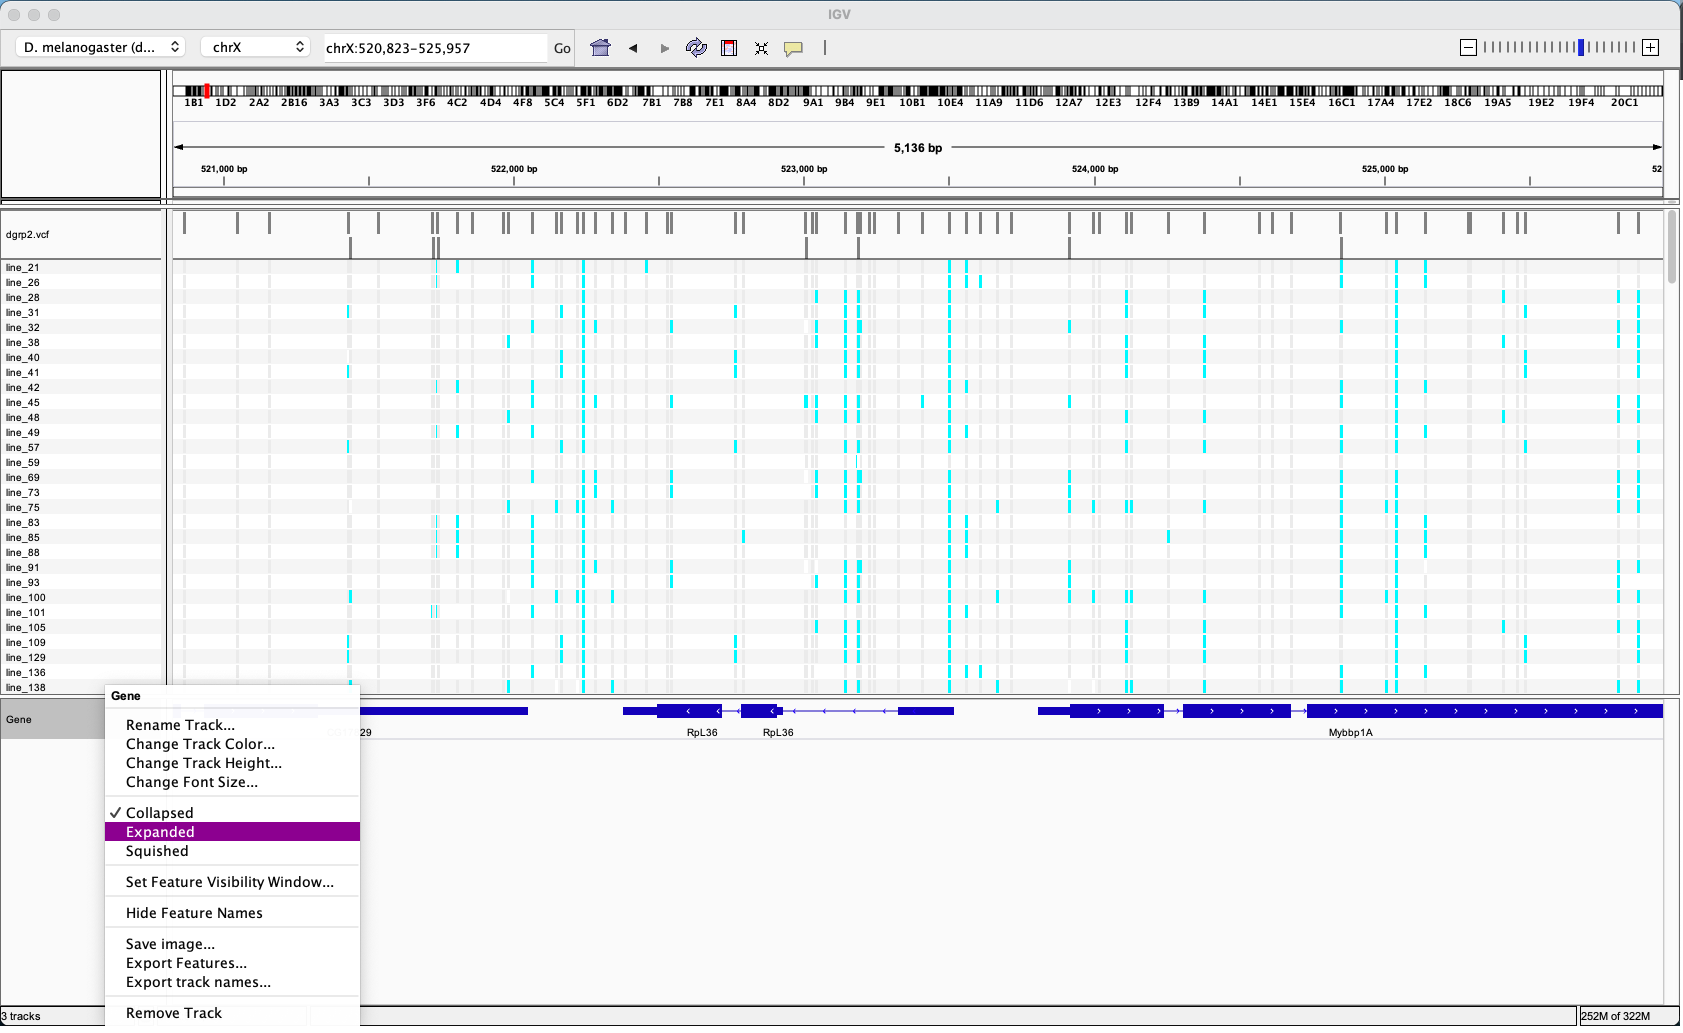 IGV
D. melanogaster (d... chrX chrX:520,823-525,957 Go
1B1 1D2 2A2 2B16 3A3 3C3 3D3 3F6 4C2 4D4 4F8 5C4 5F1 6D2 7B1 7B8 7E1 8A4 8D2 9A1 9B4 9E1 10B1 10E4 11A9 11D6 12A7 12E3 12F4 13B9 14A1 14E1 15E4 16C1 17A4 17E2 18C6 19A5 19E2 19F4 20C1
5,136 bp
521,000 bp 522,000 bp 523,000 bp 524,000 bp 525,000 bp 52
dgrp2.vcf
line_21
line_26
line_28
line_31
line_32
line_38
line_40
line_41
line_42
line_45
line_48
line_49
line_57
line_59
line_69
line_73
line_75
line_83
line_85
line_88
line_91
line_93
line_100
line_101
line_105
line_109
line_129
line_136
line_138
Gene
Gene
29 RpL36 RpL36 Mybbp1A
Rename Track...
Change Track Color...
Change Track Height...
Change Font Size...
✓ Collapsed
Expanded
Squished
Set Feature Visibility Window...
Hide Feature Names
Save image...
Export Features...
Export track names...
Remove Track
3 tracks 252M of 322M